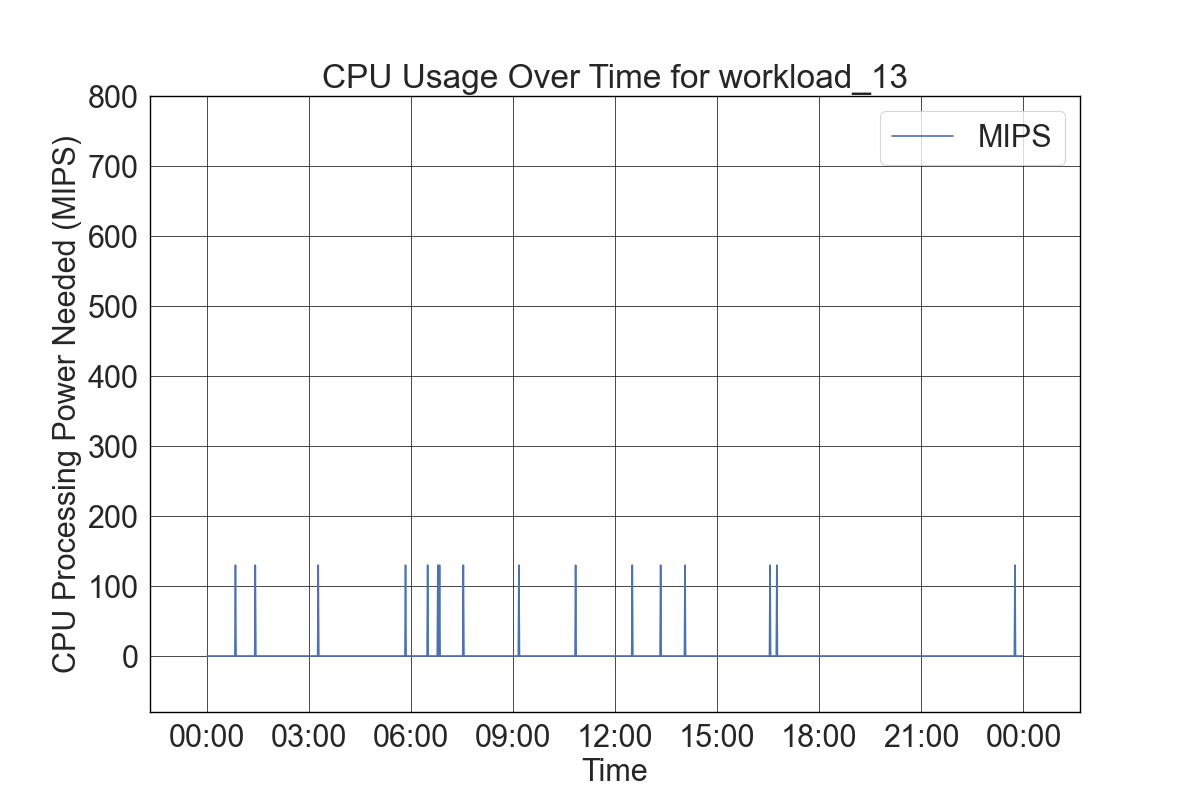 CPU Usage Over Time for workload_13
CPU Processing Power Needed (MIPS)
800
700
600
500
400
300
200
100
0
MIPS
00:00 03:00 06:00 09:00 12:00 15:00 18:00 21:00 00:00
Time